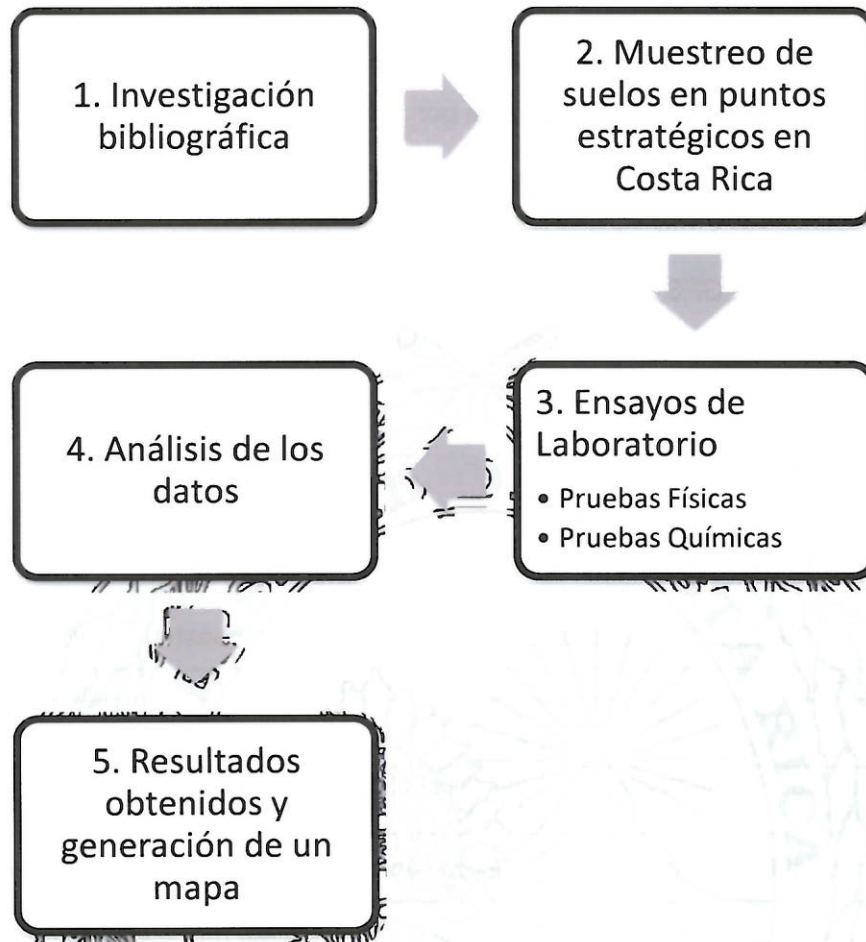 1. Investigación
bibliográfica
2. Muestreo de
suelos en puntos
estratégicos en
Costa Rica
3. Ensayos de
Laboratorio
• Pruebas Físicas
• Pruebas Químicas
4. Análisis de los
datos
5. Resultados
obtenidos y
generación de un
mapa
RICA